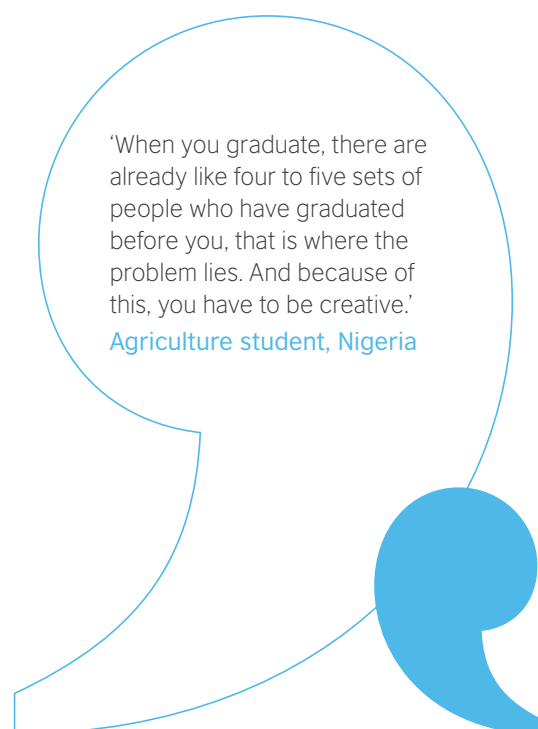 ‘When you graduate, there are
already like four to five sets of
people who have graduated
before you, that is where the
problem lies. And because of
this, you have to be creative.’
Agriculture student, Nigeria